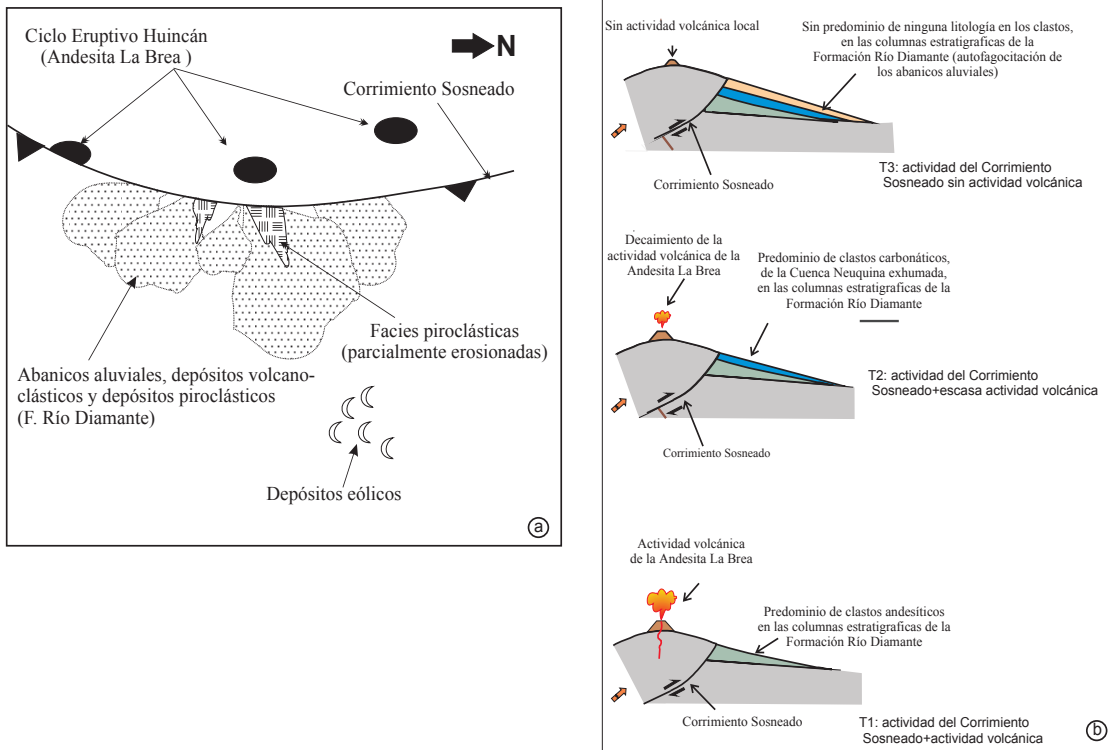 Ciclo Eruptivo Huincán
(Andesita La Brea )
N
Corrimiento Sosneado
Facies piroclásticas
(parcialmente erosionadas)
Abanicos aluviales, depósitos volcano-
clásticos y depósitos piroclásticos
(F. Río Diamante)
Depósitos eólicos
a
Sin actividad volcánica local
Sin predominio de ninguna litología en los clastos,
en las columnas estratigraficas de la
Formación Río Diamante (autofagocitación de
los abanicos aluviales)
Corrimiento Sosneado
T3: actividad del Corrimiento
Sosneado sin actividad volcánica
Decaimiento de la
actividad volcánica de la
Andesita La Brea
Predominio de clastos carbonáticos,
de la Cuenca Neuquina exhumada,
en las columnas estratigraficas de la
Formación Río Diamante
T2: actividad del Corrimiento
Sosneado+escasa actividad volcánica
Corrimiento Sosneado
Actividad volcánica
de la Andesita La Brea
Predominio de clastos andesíticos
en las columnas estratigraficas de la
Formación Río Diamante
Corrimiento Sosneado
T1: actividad del Corrimiento
Sosneado+actividad volcánica
b